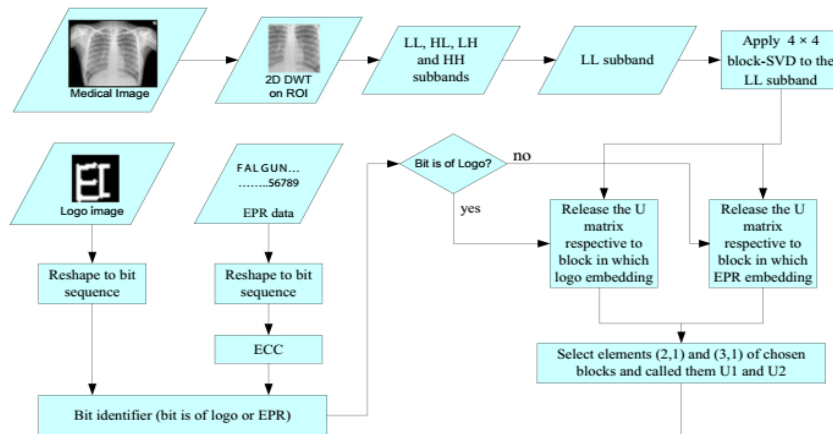 Medical Image
2D DWT
on ROI
LL, HL, LH
and HH
subbands
LL subband
Apply 4 × 4
block-SVD to the
LL subband
EI
Logo image
FALGUN...
........56789
EPR data
Bit is of Logo?
no
yes
Release the U
matrix
respective to
block in which
logo embedding
Release the U
matrix
respective to
block in which
EPR embedding
Reshape to bit
sequence
Reshape to bit
sequence
ECC
Select elements (2,1) and (3,1) of chosen
blocks and called them U1 and U2
Bit identifier (bit is of logo or EPR)